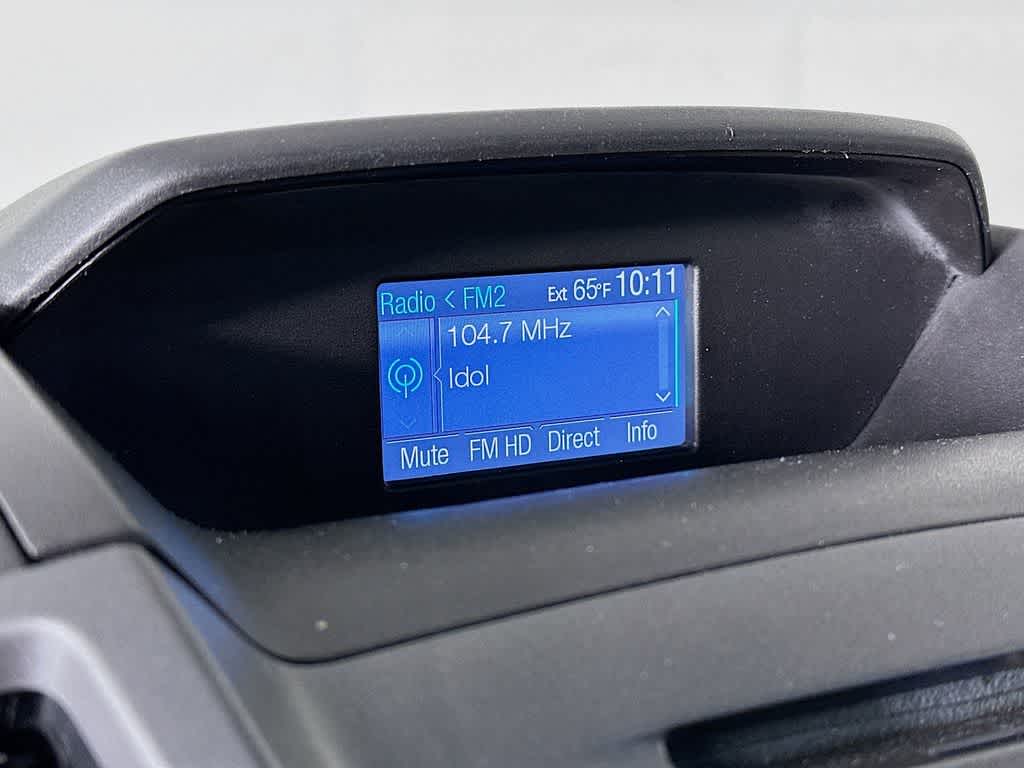 Radio < FM2 Ext 65°F 10:11
104.7 MHz
Idol
Mute FM HD Direct Info